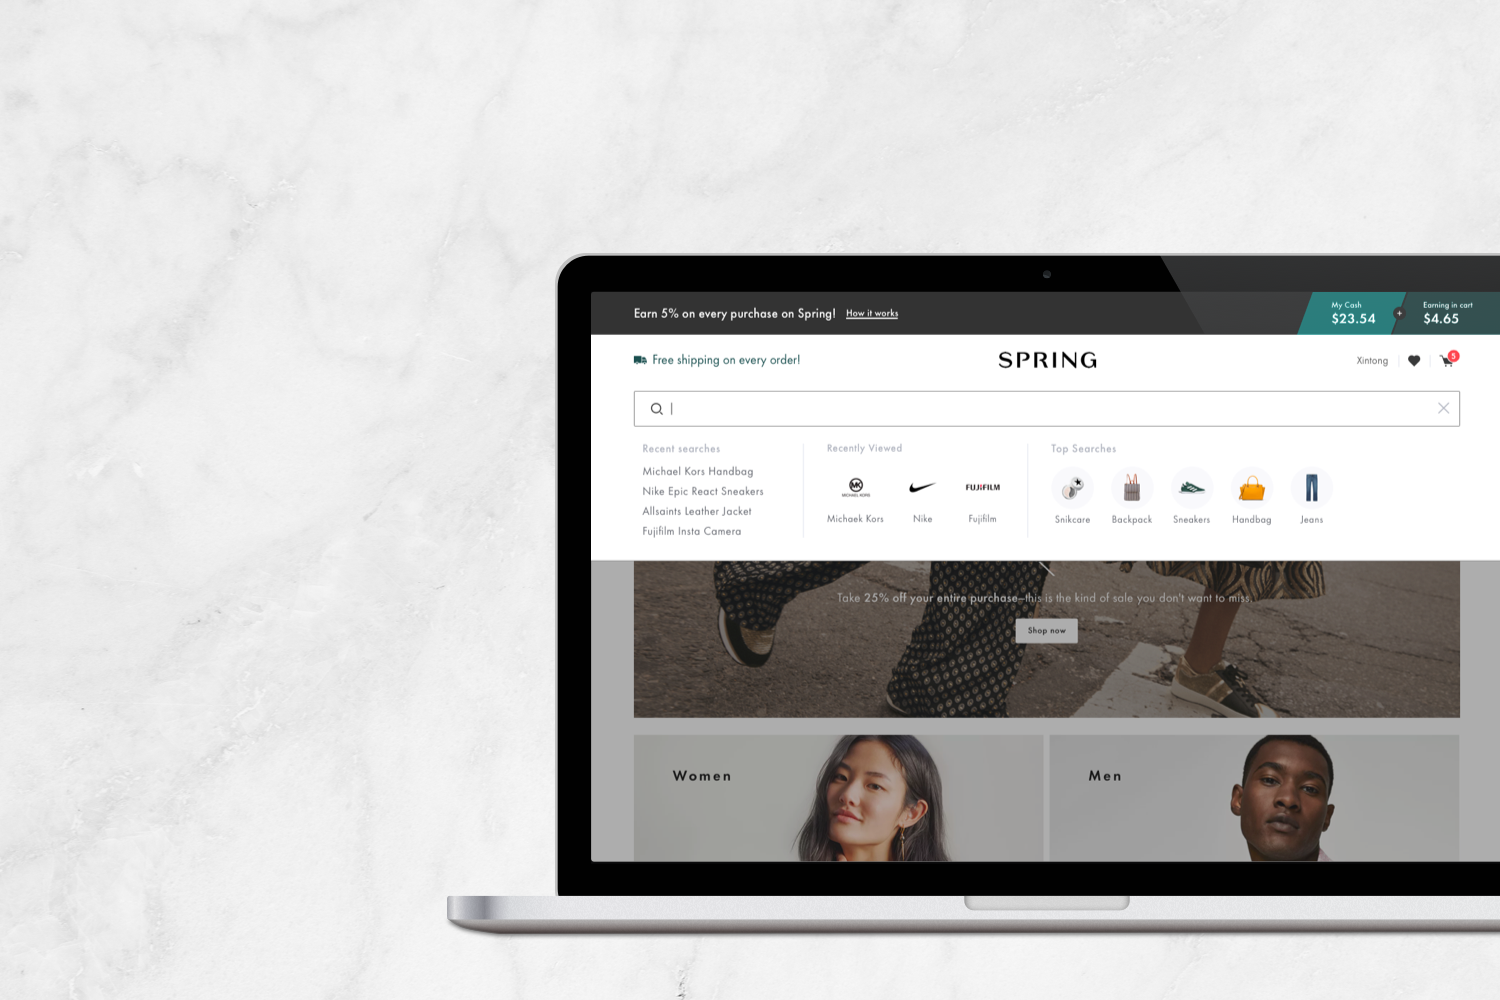 Earn 5% on every purchase on Spring! How it works
My Cash
$23.54
+
Earning in cart
$4.65
Free shipping on every order!
SPRING
Xintong
5
Recent searches
Michael Kors Handbag
Nike Epic React Sneakers
Allsaints Leather Jacket
Fujifilm Insta Camera
Recently Viewed
MK
MICHAEL KORS
FUJIFILM
Michaek Kors
Nike
Fujifilm
Top Searches
Snikcare
Backpack
Sneakers
Handbag
Jeans
Take 25% off your entire purchase—this is the kind of sale you don't want to miss.
Shop now
Women
Men